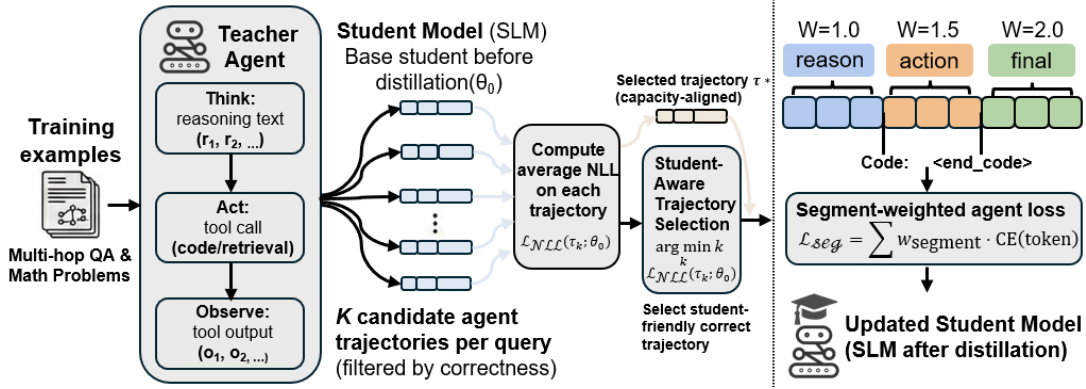 Training
examples
Multi-hop QA &
Math Problems
Teacher
Agent
Think:
reasoning text
(r₁, r₂, ...)
Act:
tool call
(code/retrieval)
Observe:
tool output
(o₁, o₂, ...)
Student Model (SLM)
Base student before
distillation(θ₀)
K candidate agent
trajectories per query
(filtered by correctness)
Compute
average NLL
on each
trajectory
ℒ𝒩ℒℒ(τₖ; θ₀)
Selected trajectory τ *
(capacity-aligned)
Student-
Aware
Trajectory
Selection
arg min k
k
ℒ𝒩ℒℒ(τₖ; θ₀)
Select student-
friendly correct
trajectory
W=1.0 W=1.5 W=2.0
reason action final
Code: <end_code>
Segment-weighted agent loss
ℒ𝓈ℯℊ = ∑ w_segment · CE(token)
Updated Student Model
(SLM after distillation)